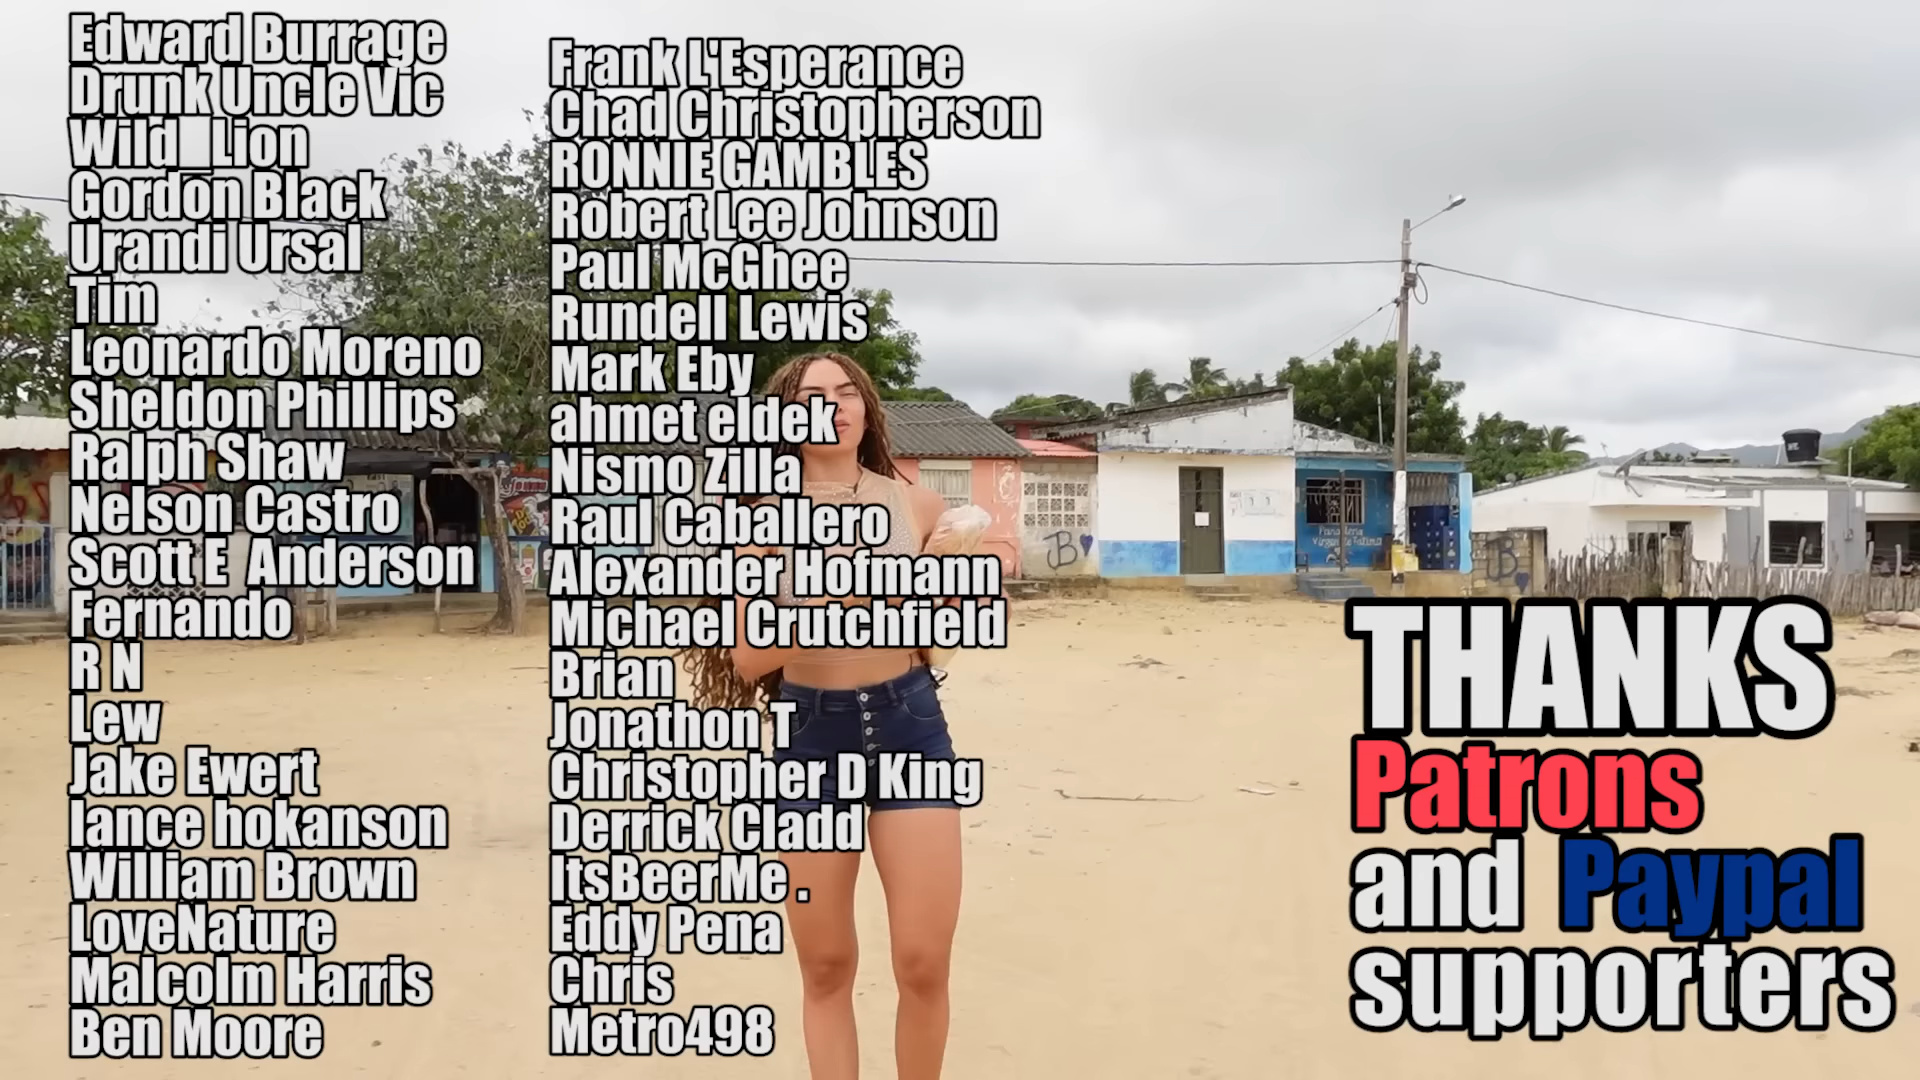 Edward Burrage
Drunk Uncle Vic
Wild_Lion
Gordon Black
Urandi Ursal
Tim
Leonardo Moreno
Sheldon Phillips
Ralph Shaw
Nelson Castro
Scott E Anderson
Fernando
R N
Lew
Jake Ewert
lance hokanson
William Brown
LoveNature
Malcolm Harris
Ben Moore
Frank L'Esperance
Chad Christopherson
RONNIE GAMBLES
Robert Lee Johnson
Paul McGhee
Rundell Lewis
Mark Eby
ahmet eldek
Nismo Zilla
Raul Caballero
Alexander Hofmann
Michael Crutchfield
Brian
Jonathon T
Christopher D King
Derrick Cladd
ItsBeerMe .
Eddy Pena
Chris
Metro498
THANKS
Patrons
and Paypal
supporters